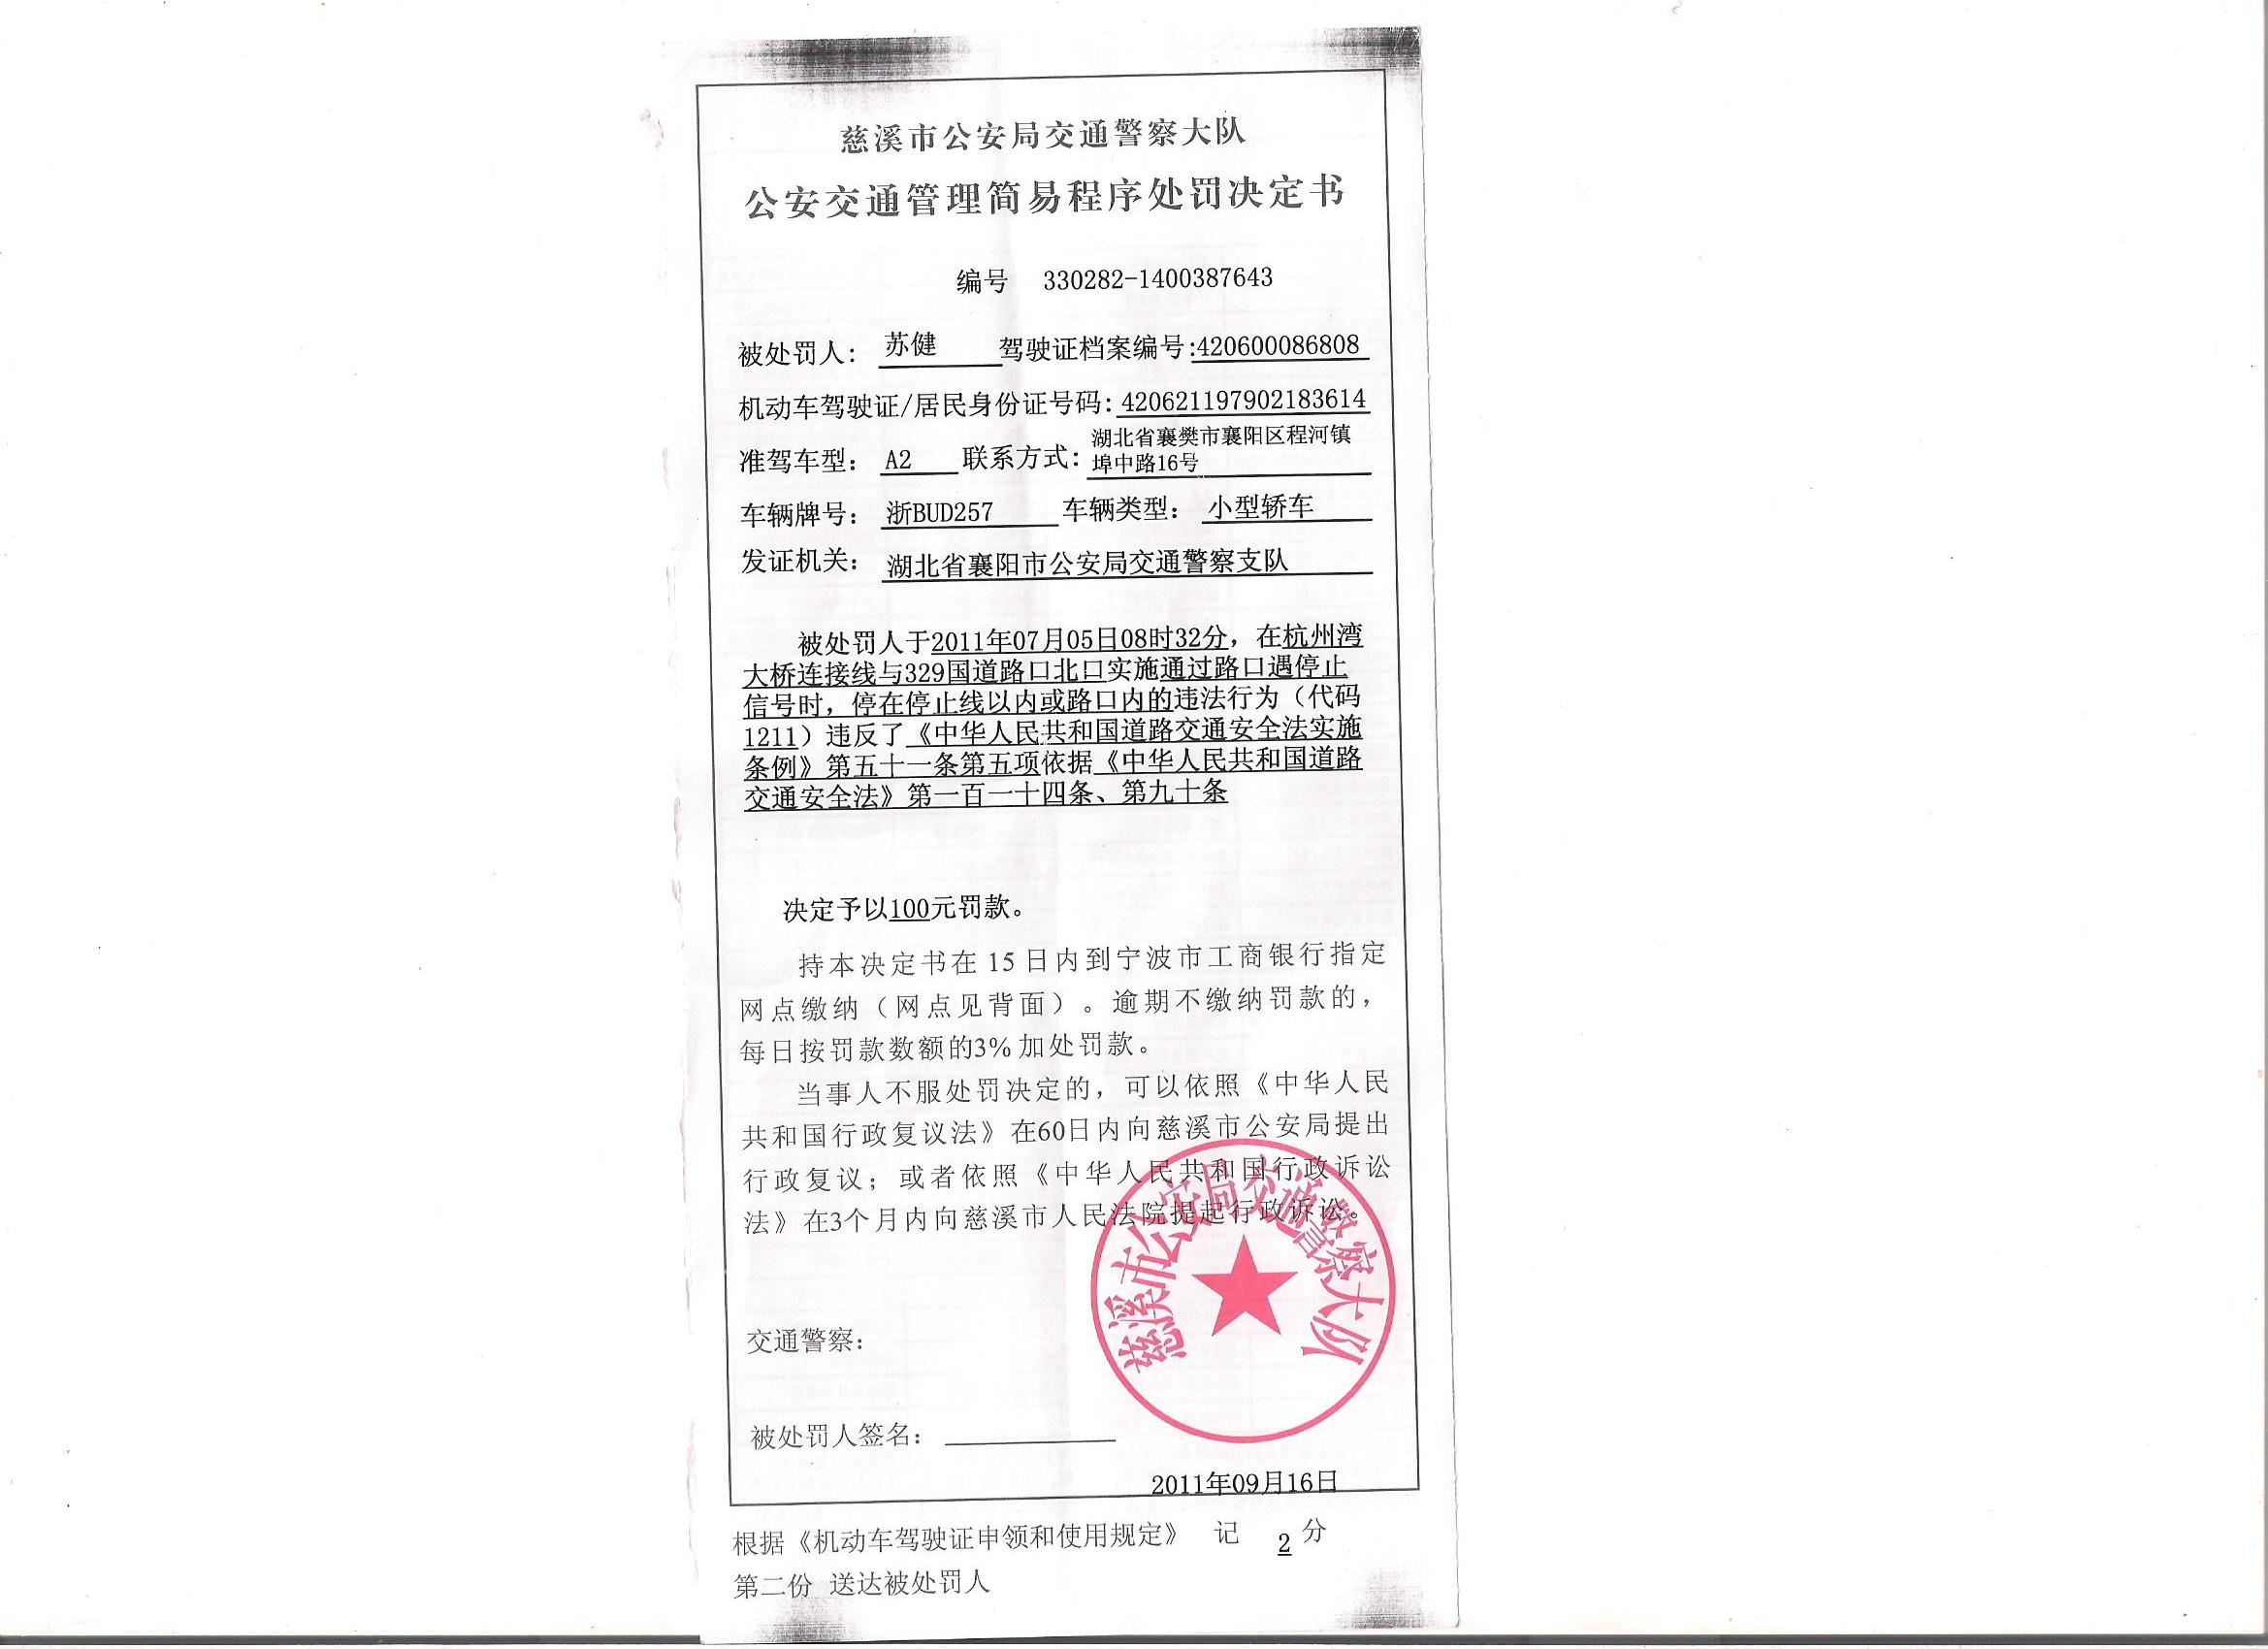 慈溪市公安局交通警察大队
公安交通管理简易程序处罚决定书
编号 330282-1400387643
被处罚人： 苏健 驾驶证档案编号:420600086808
机动车驾驶证/居民身份证号码: 420621197902183614
准驾车型： A2 联系方式: 湖北省襄樊市襄阳区程河镇
埠中路16号
车辆牌号： 浙BUD257 车辆类型： 小型轿车
发证机关： 湖北省襄阳市公安局交通警察支队
被处罚人于2011年07月05日08时32分，在杭州湾
大桥连接线与329国道路口北口实施通过路口遇停止
信号时，停在停止线以内或路口内的违法行为（代码
1211）违反了《中华人民共和国道路交通安全法实施
条例》第五十一条第五项依据《中华人民共和国道路
交通安全法》第一百一十四条、第九十条
决定予以100元罚款。
持本决定书在15日内到宁波市工商银行指定
网点缴纳（网点见背面）。逾期不缴纳罚款的，
每日按罚款数额的3%加处罚款。
当事人不服处罚决定的，可以依照《中华人民
共和国行政复议法》在60日内向慈溪市公安局提出
行政复议；或者依照《中华人民共和国行政诉讼
法》在3个月内向慈溪市人民法院提起行政诉讼。
慈溪市公安局交通警察大队
交通警察：
被处罚人签名：
2011年09月16日
根据《机动车驾驶证申领和使用规定》 记 2 分
第二份 送达被处罚人